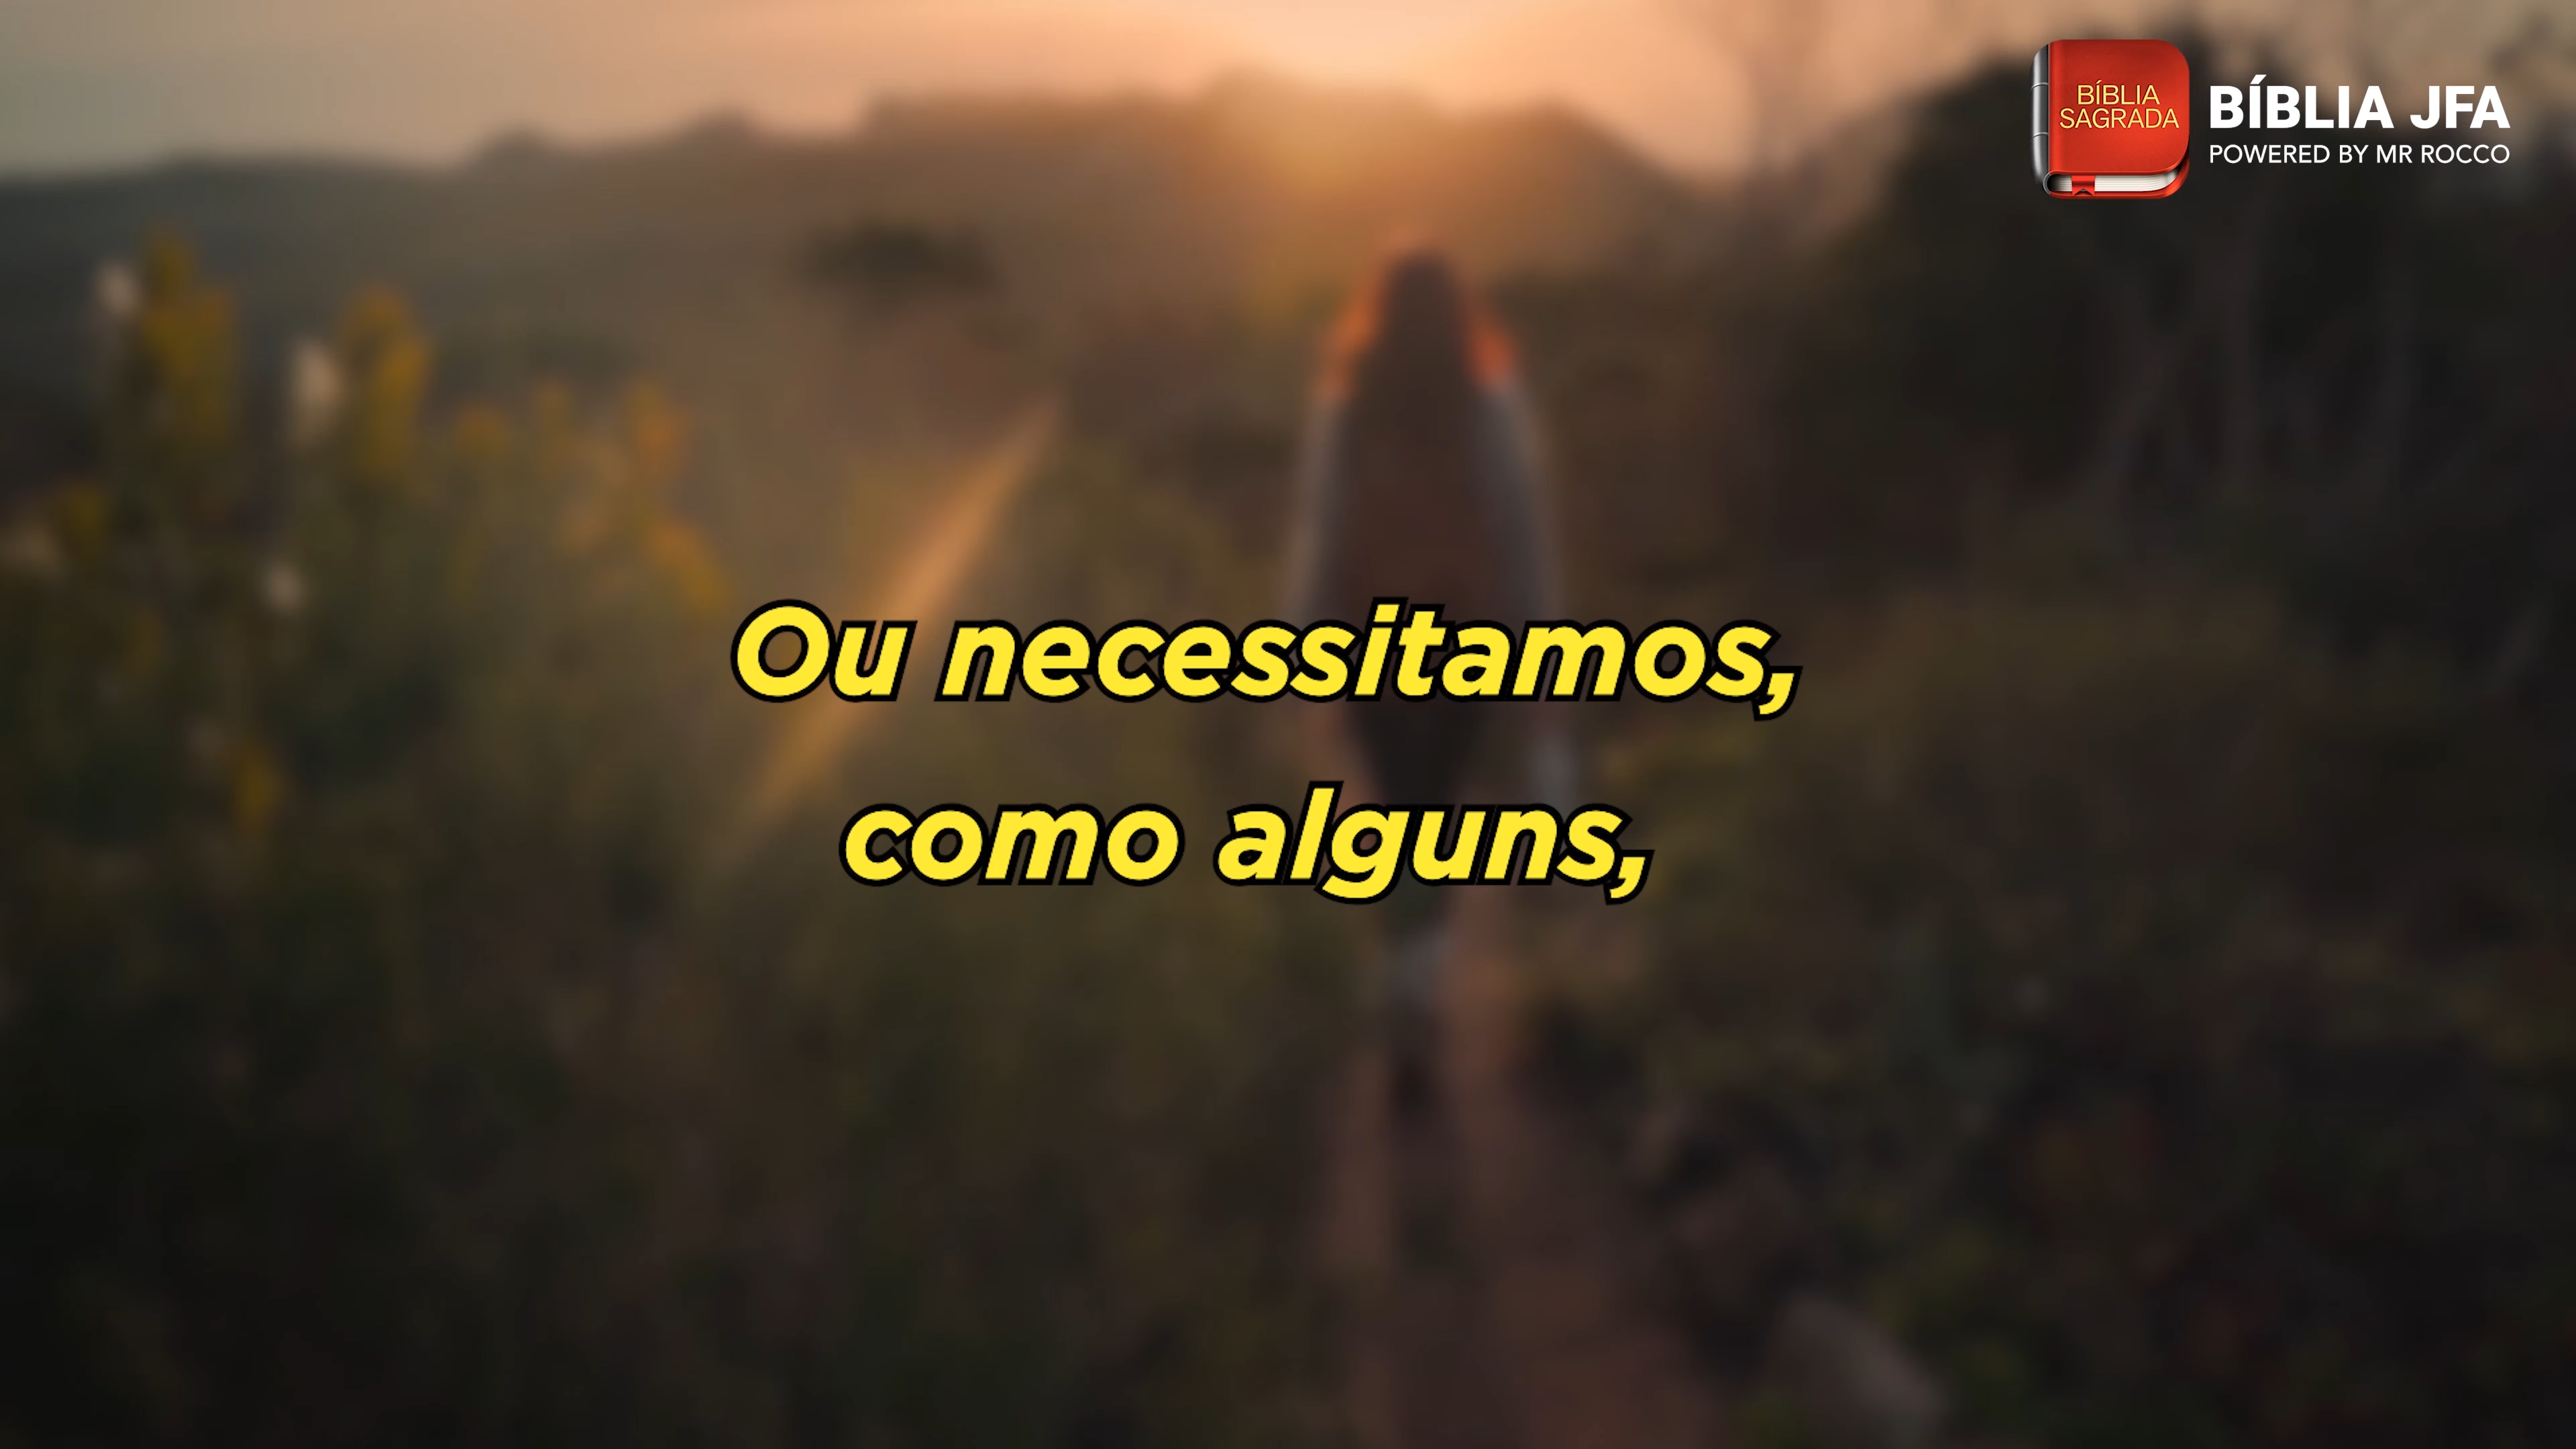 BÍBLIA
SAGRADA
BÍBLIA JFA
POWERED BY MR ROCCO
Ou necessitamos,
como alguns,